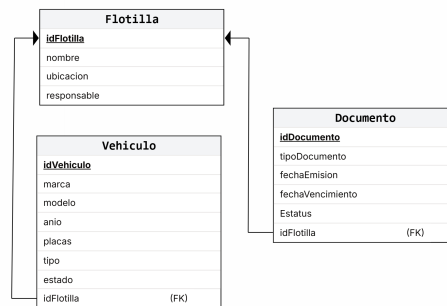 Flotilla
idFlotilla
nombre
ubicacion
responsable
Vehiculo
idVehiculo
marca
modelo
anio
placas
tipo
estado
idFlotilla (FK)
Documento
idDocumento
tipoDocumento
fechaEmision
fechaVencimiento
Estatus
idFlotilla (FK)